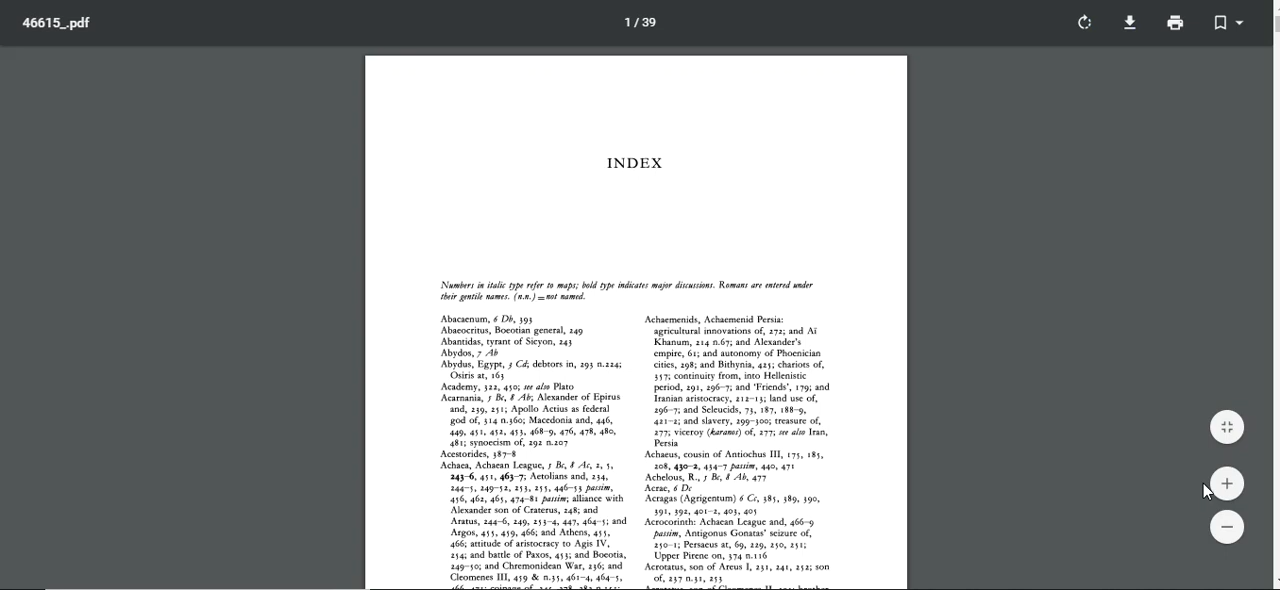 46615_.pdf
1 / 39
INDEX
Numbers in italic type refer to maps; bold type indicates major discussions. Romans are entered under
their gentile names. (n.n.) = not named.
Abacaenum, 6 Db, 393
Abaeocritus, Boeotian general, 249
Abantidas, tyrant of Sicyon, 243
Abydos, 7 Ab
Abydus, Egypt, 3 Cd; debtors in, 293 n.224;
Osiris at, 163
Academy, 322, 450; see also Plato
Acarnania, 5 Bc, 8 Ab; Alexander of Epirus
and, 239, 251; Apollo Actius as federal
god of, 314 n.360; Macedonia and, 446,
449, 451, 452, 453, 468–9, 476, 478, 480,
481; synoecism of, 292 n.207
Acestorides, 387–8
Achaea, Achaean League, 5 Bc, 8 Ac, 2, 5,
243–6, 451, 463–7; Aetolians and, 234,
244–5, 249–52, 253, 255, 446–53 passim,
456, 462, 465, 474–81 passim; alliance with
Alexander son of Craterus, 248; and
Aratus, 244–6, 249, 253–4, 447, 464–5; and
Argos, 455, 459, 466; and Athens, 455,
466; attitude of aristocracy to Agis IV,
254; and battle of Paxos, 453; and Boeotia,
249–50; and Chremonidean War, 236; and
Cleomenes III, 459 & n.35, 461–4, 464–5,
Achaemenids, Achaemenid Persia:
agricultural innovations of, 272; and Aï
Khanum, 214 n.67; and Alexander's
empire, 61; and autonomy of Phoenician
cities, 298; and Bithynia, 425; chariots of,
357; continuity from, into Hellenistic
period, 291, 296–7; and 'Friends', 179; and
Iranian aristocracy, 212–13; land use of,
296–7; and Seleucids, 73, 187, 188–9,
421–2; and slavery, 299–300; treasure of,
277; viceroy (karanos) of, 277; see also Iran,
Persia
Achaeus, cousin of Antiochus III, 175, 185,
208, 430–2, 434–7 passim, 440, 471
Achelous, R., 5 Bc, 8 Ab, 477
Acrae, 6 Dc
Acragas (Agrigentum) 6 Cc, 385, 389, 390,
391, 392, 401–2, 403, 405
Acrocorinth: Achaean League and, 466–9
passim, Antigonus Gonatas' seizure of,
250–1; Persaeus at, 69, 229, 250, 251;
Upper Pirene on, 374 n.116
Acrotatus, son of Areus I, 231, 241, 252; son
of, 237 n.31, 253